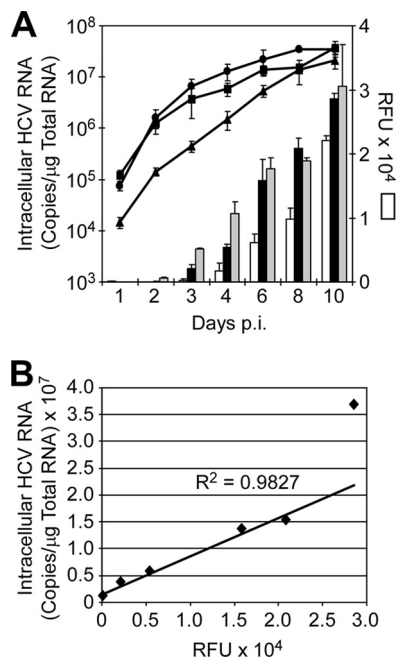 A
Intracellular HCV RNA
(Copies/µg Total RNA)
10⁸
10⁷
10⁶
10⁵
10⁴
10³
4
3
2
1
0
RFU x 10⁴
1 2 3 4 6 8 10
Days p.i.
B
Intracellular HCV RNA
(Copies/µg Total RNA) x 10⁷
4.0
3.5
3.0
2.5
2.0
1.5
1.0
0.5
0
R² = 0.9827
0 0.5 1.0 1.5 2.0 2.5 3.0
RFU x 10⁴